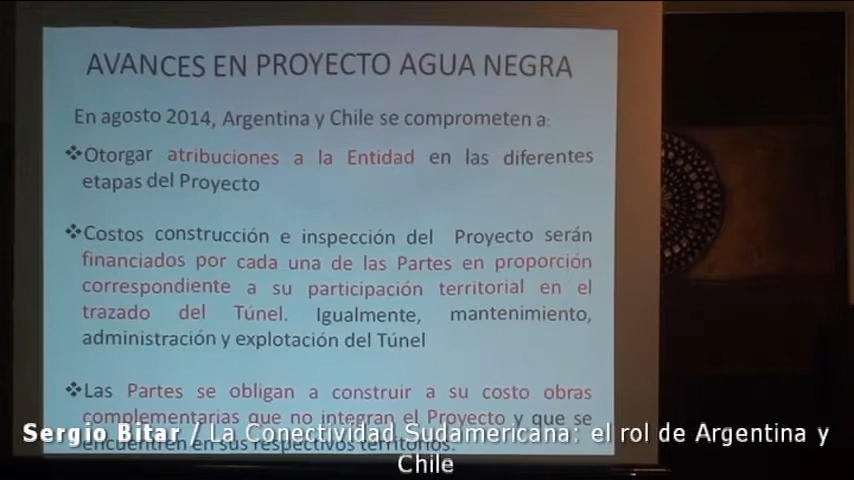 AVANCES EN PROYECTO AGUA NEGRA
En agosto 2014, Argentina y Chile se comprometen a:
❖Otorgar atribuciones a la Entidad en las diferentes
etapas del Proyecto
❖Costos construcción e inspección del Proyecto serán
financiados por cada una de las Partes en proporción
correspondiente a su participación territorial en el
trazado del Túnel. Igualmente, mantenimiento,
administración y explotación del Túnel
❖Las Partes se obligan a construir a su costo obras
complementarias que no integran el Proyecto y que se
encuentren en sus respectivos territorios.
Sergio Bitar / La Conectividad Sudamericana: el rol de Argentina y
Chile